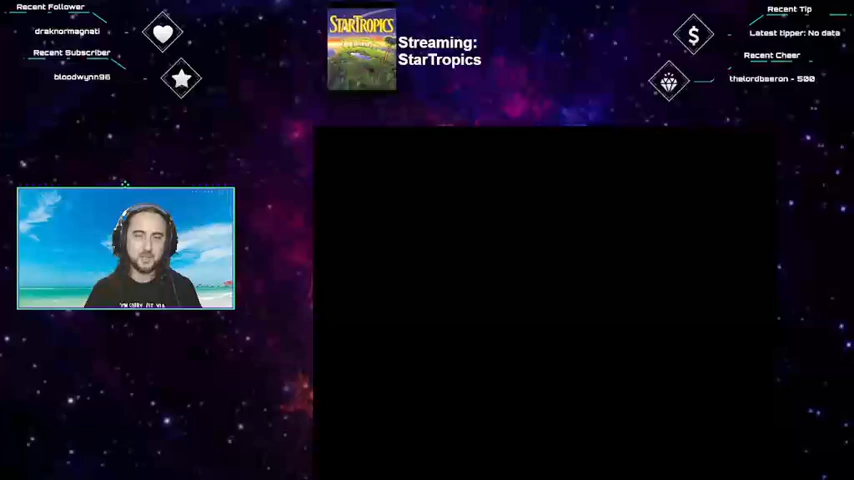 Recent Follower
draknormagnati
Recent Subscriber
bloodwynn96
STARTROPICS
Streaming:
StarTropics
Recent Tip
Latest tipper: No data
Recent Cheer
thelordbaeron - 500